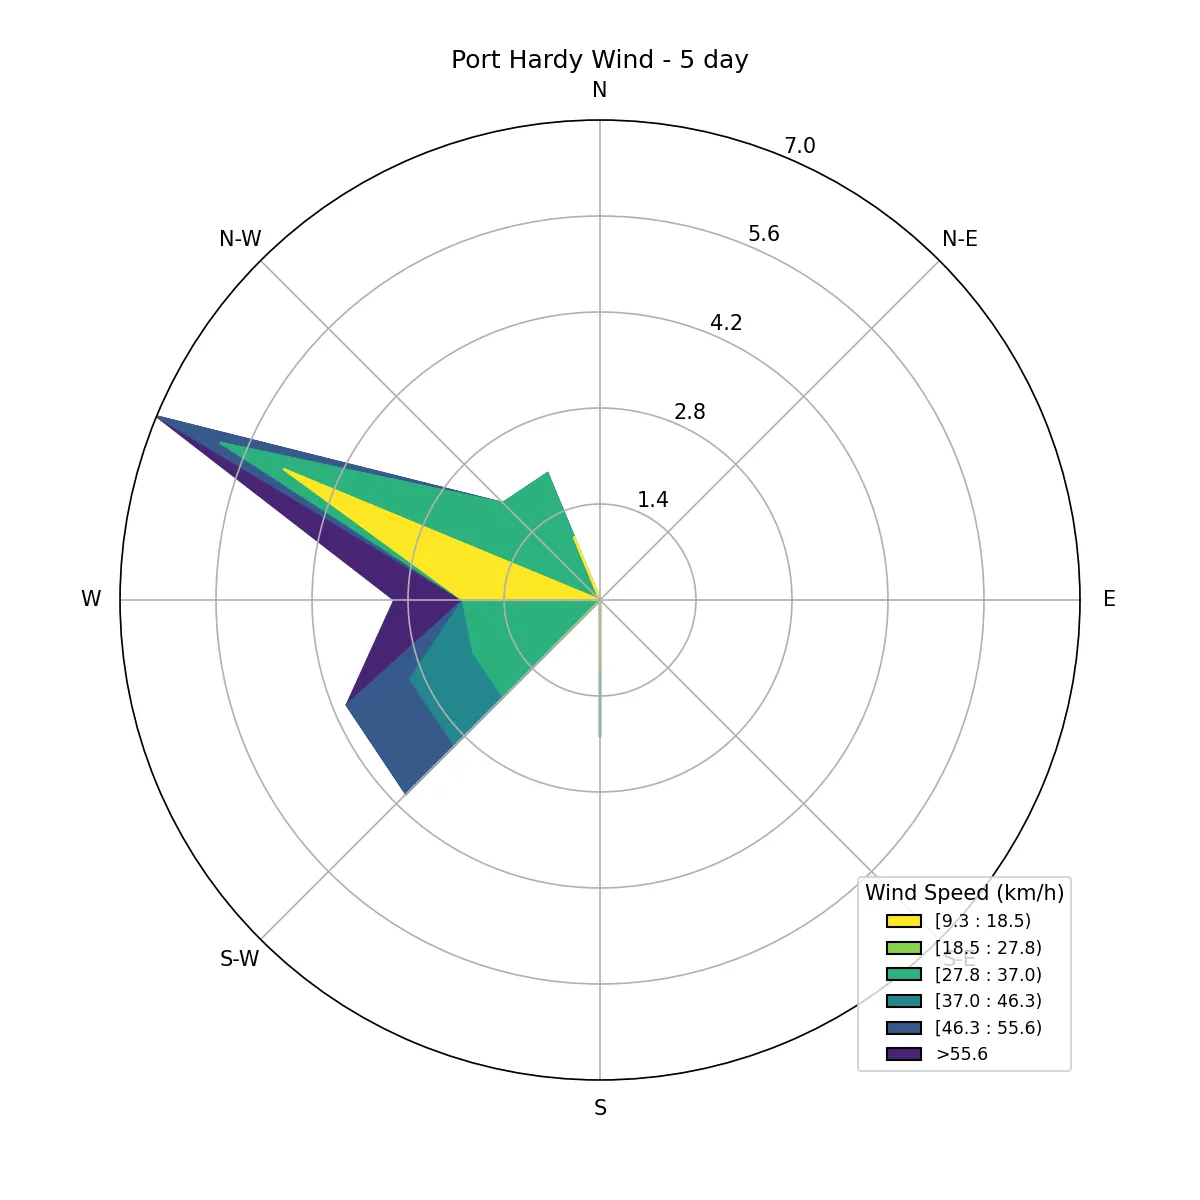 Port Hardy Wind - 5 day
N
7.0
N-W
5.6
N-E
4.2
2.8
1.4
W
E
S-W
S-E
S
Wind Speed (km/h)
[9.3 : 18.5)
[18.5 : 27.8)
[27.8 : 37.0)
[37.0 : 46.3)
[46.3 : 55.6)
>55.6